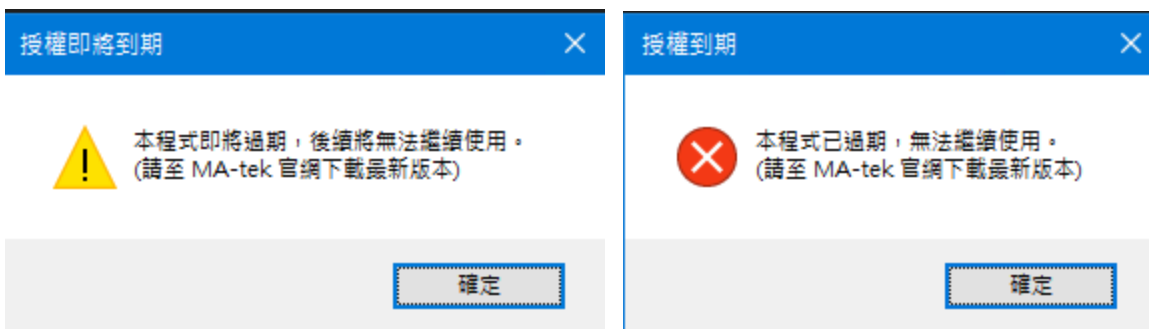 授權即將到期
本程式即將過期，後續將無法繼續使用。
(請至 MA-tek 官網下載最新版本)
確定
授權到期
本程式已過期，無法繼續使用。
(請至 MA-tek 官網下載最新版本)
確定